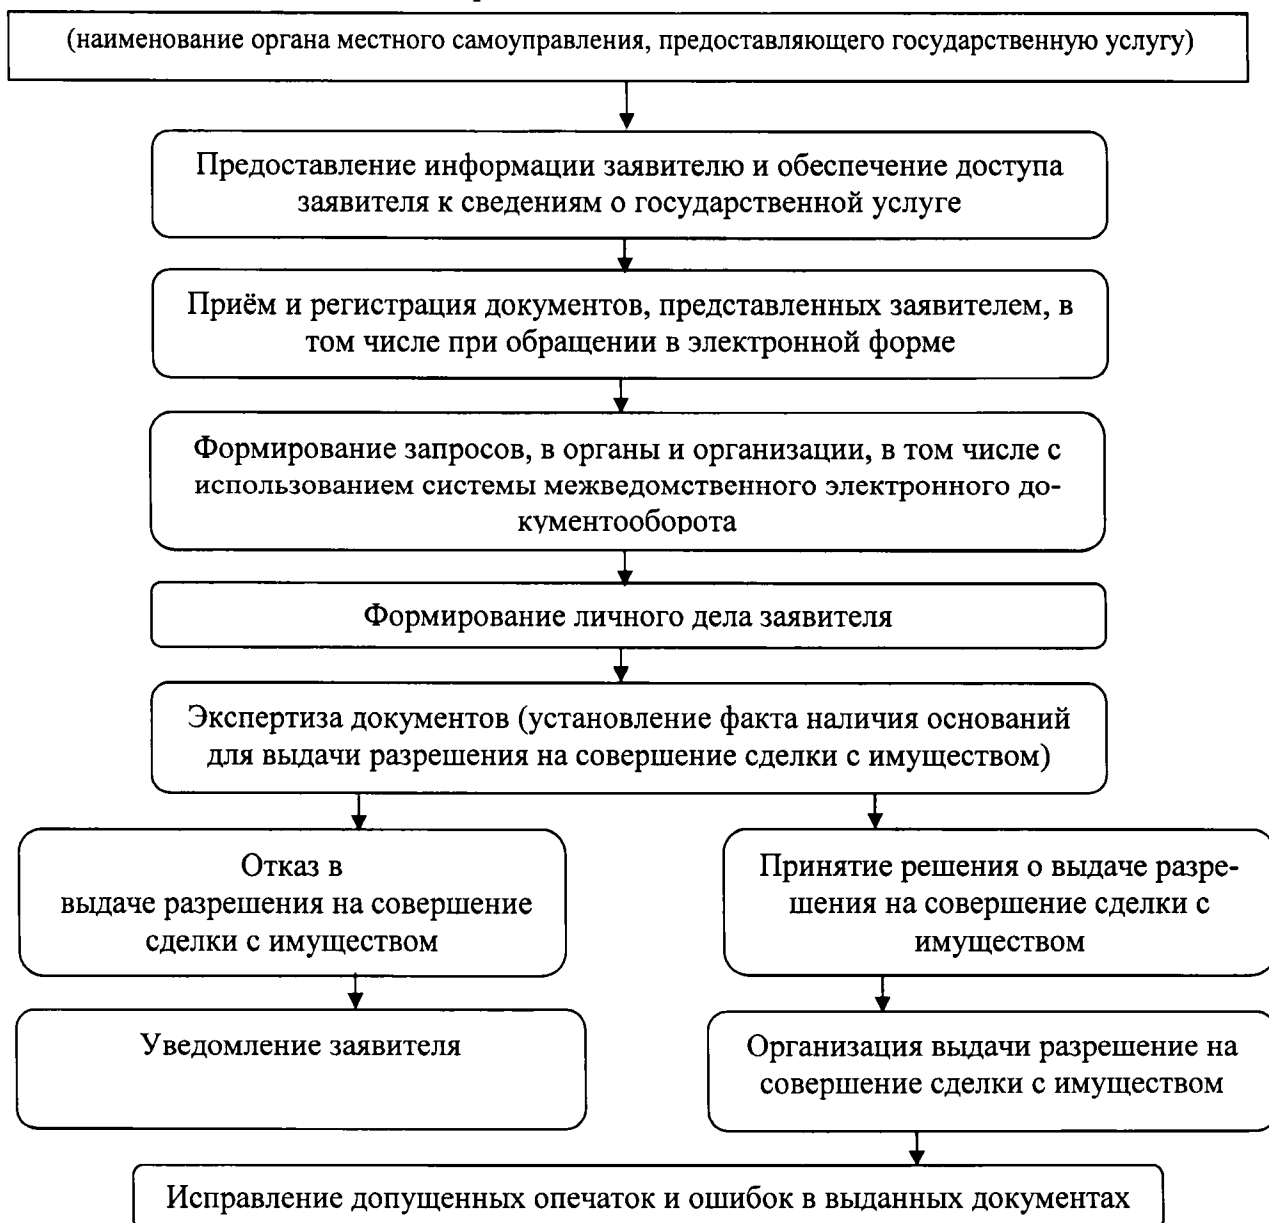 (наименование органа местного самоуправления, предоставляющего государственную услугу)
Предоставление информации заявителю и обеспечение доступа
заявителя к сведениям о государственной услуге
Приём и регистрация документов, представленных заявителем, в
том числе при обращении в электронной форме
Формирование запросов, в органы и организации, в том числе с
использованием системы межведомственного электронного до-
кументооборота
Формирование личного дела заявителя
Экспертиза документов (установление факта наличия оснований
для выдачи разрешения на совершение сделки с имуществом)
Отказ в
выдаче разрешения на совершение
сделки с имуществом
Принятие решения о выдаче разре-
шения на совершение сделки с
имуществом
Уведомление заявителя
Организация выдачи разрешение на
совершение сделки с имуществом
Исправление допущенных опечаток и ошибок в выданных документах